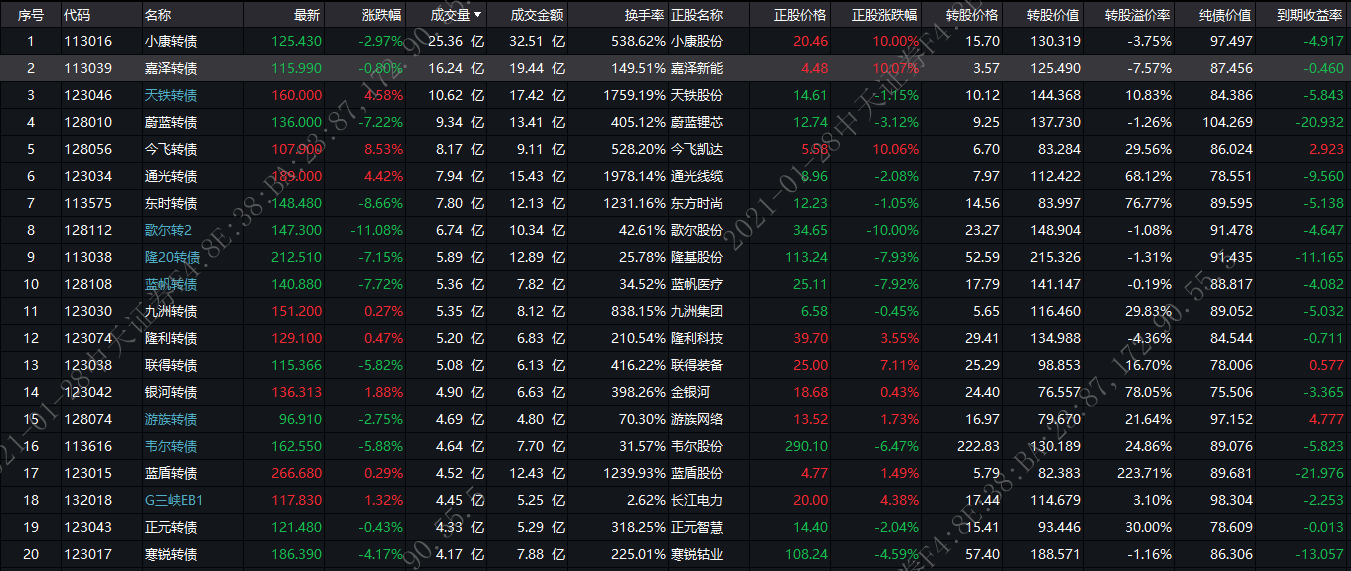 序号 代码 名称 最新 涨跌幅 成交量 成交金额 换手率 正股名称 正股价格 正股涨跌幅 转股价格 转股价值 转股溢价率 纯债价值 到期收益率
1 113016 小康转债 125.430 -2.97% 25.36 亿 32.51 亿 538.62% 小康股份 20.46 10.00% 15.70 130.319 -3.75% 97.497 -4.917
2 113039 嘉泽转债 115.990 -0.80% 16.24 亿 19.44 亿 149.51% 嘉泽新能 4.48 10.07% 3.57 125.490 -7.57% 87.456 -0.460
3 123046 天铁转债 160.000 4.58% 10.62 亿 17.42 亿 1759.19% 天铁股份 14.61 -1.15% 10.12 144.368 10.83% 84.386 -5.843
4 128010 蔚蓝转债 136.000 -7.22% 9.34 亿 13.41 亿 405.12% 蔚蓝锂芯 12.74 -3.12% 9.25 137.730 -1.26% 104.269 -20.932
5 128056 今飞转债 107.900 8.53% 8.17 亿 9.11 亿 528.20% 今飞凯达 5.58 10.06% 6.70 83.284 29.56% 86.024 2.923
6 123034 通光转债 189.000 4.42% 7.94 亿 15.43 亿 1978.14% 通光线缆 8.96 -2.08% 7.97 112.422 68.12% 78.551 -9.560
7 113575 东时转债 148.480 -8.66% 7.80 亿 12.13 亿 1231.16% 东方时尚 12.23 -1.05% 14.56 83.997 76.77% 89.595 -5.138
8 128112 歌尔转2 147.300 -11.08% 6.74 亿 10.34 亿 42.61% 歌尔股份 34.65 -10.00% 23.27 148.904 -1.08% 91.478 -4.647
9 113038 隆20转债 212.510 -7.15% 5.89 亿 12.89 亿 25.78% 隆基股份 113.24 -7.93% 52.59 215.326 -1.31% 91.435 -11.165
10 128108 蓝帆转债 140.880 -7.72% 5.36 亿 7.82 亿 34.52% 蓝帆医疗 25.11 -7.92% 17.79 141.147 -0.19% 88.817 -4.082
11 123030 九洲转债 151.200 0.27% 5.35 亿 8.12 亿 838.15% 九洲集团 6.58 -0.45% 5.65 116.460 29.83% 89.052 -5.032
12 123074 隆利转债 129.100 0.47% 5.20 亿 6.83 亿 210.54% 隆利科技 39.70 3.55% 29.41 134.988 -4.36% 84.544 -0.711
13 123038 联得转债 115.366 -5.82% 5.08 亿 6.13 亿 416.22% 联得装备 25.00 7.11% 25.29 98.853 16.70% 78.006 0.577
14 123042 银河转债 136.313 1.88% 4.90 亿 6.63 亿 398.26% 金银河 18.68 0.43% 24.40 76.557 78.05% 75.506 -3.365
15 128074 游族转债 96.910 -2.75% 4.69 亿 4.80 亿 70.30% 游族网络 13.52 1.73% 16.97 79.670 21.64% 97.152 4.777
16 113616 韦尔转债 162.550 -5.88% 4.64 亿 7.70 亿 31.57% 韦尔股份 290.10 -6.47% 222.83 130.189 24.86% 89.076 -5.823
17 123015 蓝盾转债 266.680 0.29% 4.52 亿 12.43 亿 1239.93% 蓝盾股份 4.77 1.49% 5.79 82.383 223.71% 89.681 -21.976
18 132018 G三峡EB1 117.830 1.32% 4.45 亿 5.25 亿 2.62% 长江电力 20.00 4.38% 17.44 114.679 3.10% 98.304 -2.253
19 123043 正元转债 121.480 -0.43% 4.33 亿 5.29 亿 318.25% 正元智慧 14.40 -2.04% 15.41 93.446 30.00% 78.609 -0.013
20 123017 寒锐转债 186.390 -4.17% 4.17 亿 7.88 亿 225.01% 寒锐钴业 108.24 -4.59% 57.40 188.571 -1.16% 86.306 -13.057